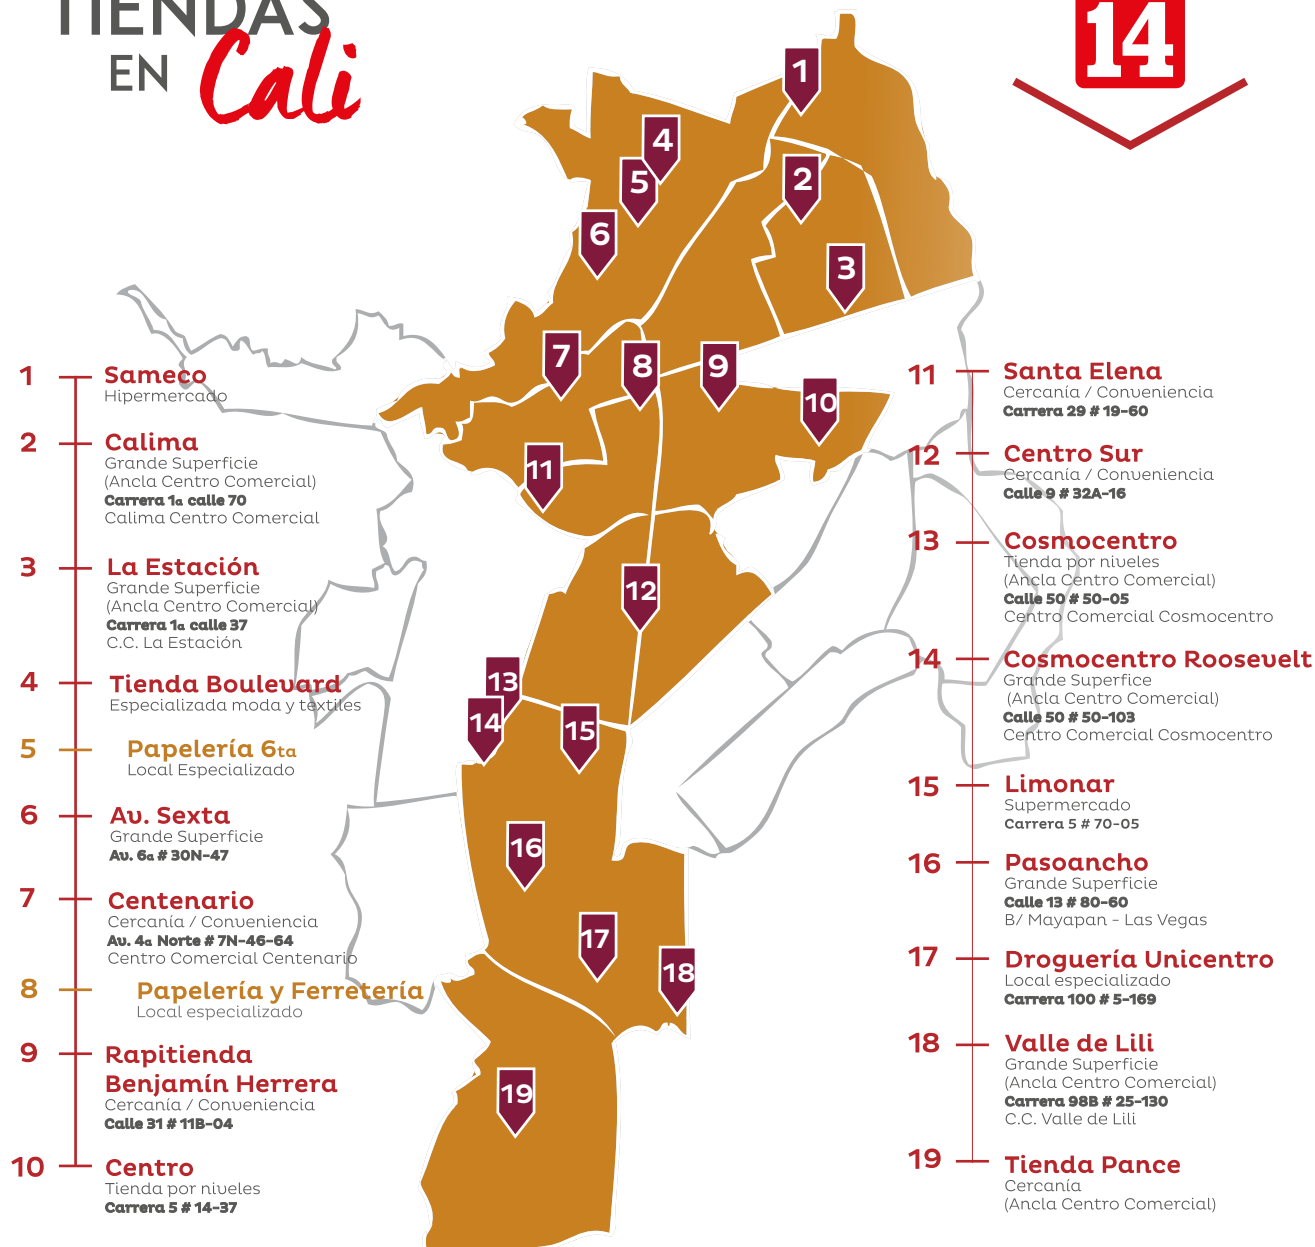 TIENDAS
EN Cali
14
1
2
3
4
5
6
7
8
9
10
11
12
13
14
15
16
17
18
19
1 Sameco
Hipermercado
2 Calima
Grande Superficie
(Ancla Centro Comercial)
Carrera 1a calle 70
Calima Centro Comercial
3 La Estación
Grande Superficie
(Ancla Centro Comercial)
Carrera 1a calle 37
C.C. La Estación
4 Tienda Boulevard
Especializada moda y textiles
5 Papelería 6ta
Local Especializado
6 Av. Sexta
Grande Superficie
Av. 6a # 30N-47
7 Centenario
Cercanía / Conveniencia
Av. 4a Norte # 7N-46-64
Centro Comercial Centenario
8 Papelería y Ferretería
Local especializado
9 Rapitienda
Benjamín Herrera
Cercanía / Conveniencia
Calle 31 # 11B-04
10 Centro
Tienda por niveles
Carrera 5 # 14-37
11 Santa Elena
Cercanía / Conveniencia
Carrera 29 # 19-60
12 Centro Sur
Cercanía / Conveniencia
Calle 9 # 32A-16
13 Cosmocentro
Tienda por niveles
(Ancla Centro Comercial)
Calle 50 # 50-05
Centro Comercial Cosmocentro
14 Cosmocentro Roosevelt
Grande Superfice
(Ancla Centro Comercial)
Calle 50 # 50-103
Centro Comercial Cosmocentro
15 Limonar
Supermercado
Carrera 5 # 70-05
16 Pasoancho
Grande Superficie
Calle 13 # 80-60
B/ Mayapan - Las Vegas
17 Droguería Unicentro
Local especializado
Carrera 100 # 5-169
18 Valle de Lili
Grande Superficie
(Ancla Centro Comercial)
Carrera 98B # 25-130
C.C. Valle de Lili
19 Tienda Pance
Cercanía
(Ancla Centro Comercial)